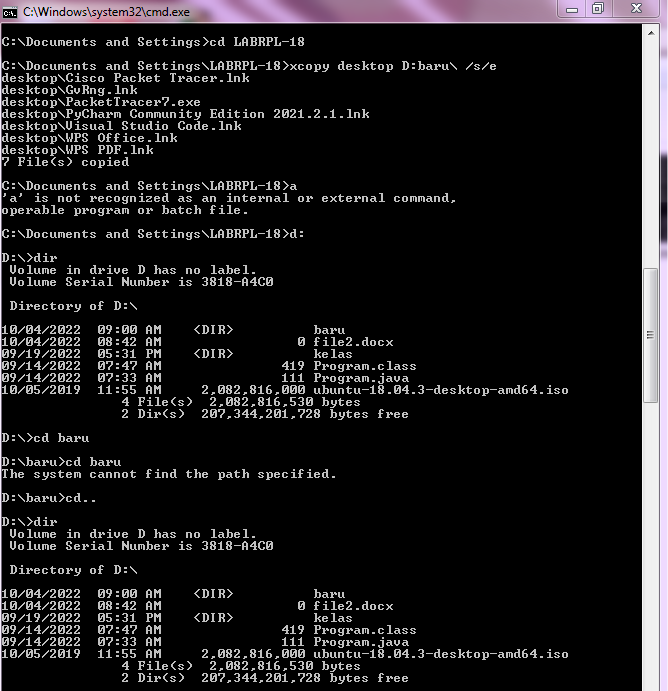 C:\Windows\system32\cmd.exe
C:\Documents and Settings>cd LABRPL-18
C:\Documents and Settings\LABRPL-18>xcopy desktop D:baru\ /s/e
desktop\Cisco Packet Tracer.lnk
desktop\GvRng.lnk
desktop\PacketTracer7.exe
desktop\PyCharm Community Edition 2021.2.1.lnk
desktop\Visual Studio Code.lnk
desktop\WPS Office.lnk
desktop\WPS PDF.lnk
7 File(s) copied
C:\Documents and Settings\LABRPL-18>a
'a' is not recognized as an internal or external command,
operable program or batch file.
C:\Documents and Settings\LABRPL-18>d:
D:\>dir
Volume in drive D has no label.
Volume Serial Number is 3818-A4C0
Directory of D:\
10/04/2022  09:00 AM    <DIR>          baru
10/04/2022  08:42 AM                 0 file2.docx
09/19/2022  05:31 PM    <DIR>          kelas
09/14/2022  07:47 AM               419 Program.class
09/14/2022  07:33 AM               111 Program.java
10/05/2019  11:55 AM     2,082,816,000 ubuntu-18.04.3-desktop-amd64.iso
4 File(s)  2,082,816,530 bytes
2 Dir(s)  207,344,201,728 bytes free
D:\>cd baru
D:\baru>cd baru
The system cannot find the path specified.
D:\baru>cd..
D:\>dir
Volume in drive D has no label.
Volume Serial Number is 3818-A4C0
Directory of D:\
10/04/2022  09:00 AM    <DIR>          baru
10/04/2022  08:42 AM                 0 file2.docx
09/19/2022  05:31 PM    <DIR>          kelas
09/14/2022  07:47 AM               419 Program.class
09/14/2022  07:33 AM               111 Program.java
10/05/2019  11:55 AM     2,082,816,000 ubuntu-18.04.3-desktop-amd64.iso
4 File(s)  2,082,816,530 bytes
2 Dir(s)  207,344,201,728 bytes free